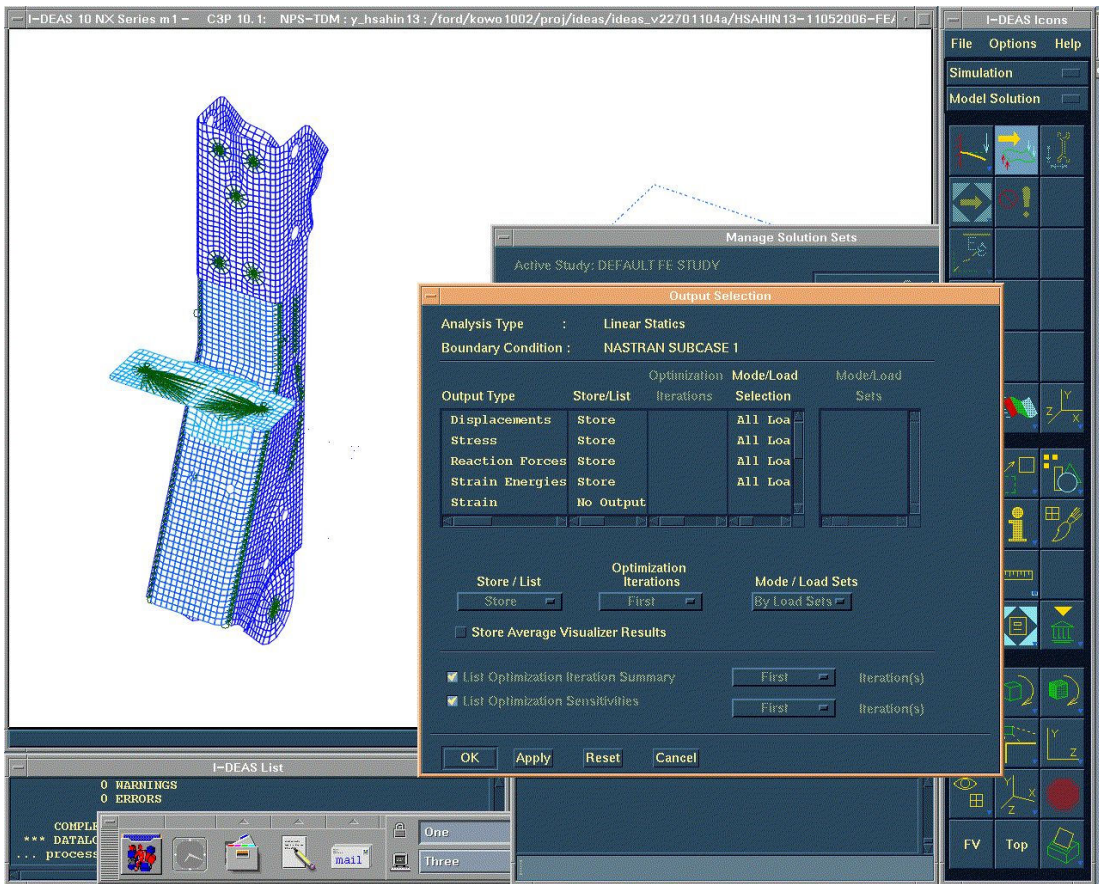 I-DEAS 10 NX Series m1 - C3P 10.1: NPS-TDM : y_hsahin13 : /ford/kowo1002/proj/ideas/ideas_v22701104a/HSAHIN13-11052006-FEA
I-DEAS Icons
File Options Help
Simulation
Model Solution
Manage Solution Sets
Active Study: DEFAULT FE STUDY
Output Selection
Analysis Type : Linear Statics
Boundary Condition : NASTRAN SUBCASE 1
Optimization Mode/Load Mode/Load
Output Type Store/List Iterations Selection Sets
Displacements Store All Loa
Stress Store All Loa
Reaction Forces Store All Loa
Strain Energies Store All Loa
Strain No Output
Optimization
Store / List Iterations Mode / Load Sets
Store First By Load Sets
Store Average Visualizer Results
List Optimization Iteration Summary First Iteration(s)
List Optimization Sensitivities First Iteration(s)
OK Apply Reset Cancel
I-DEAS List
0 WARNINGS
0 ERRORS
COMPLE
*** DATALO
... process
One
mail Three
Y
Z X
Y
Z
Y
X
Z
FV Top